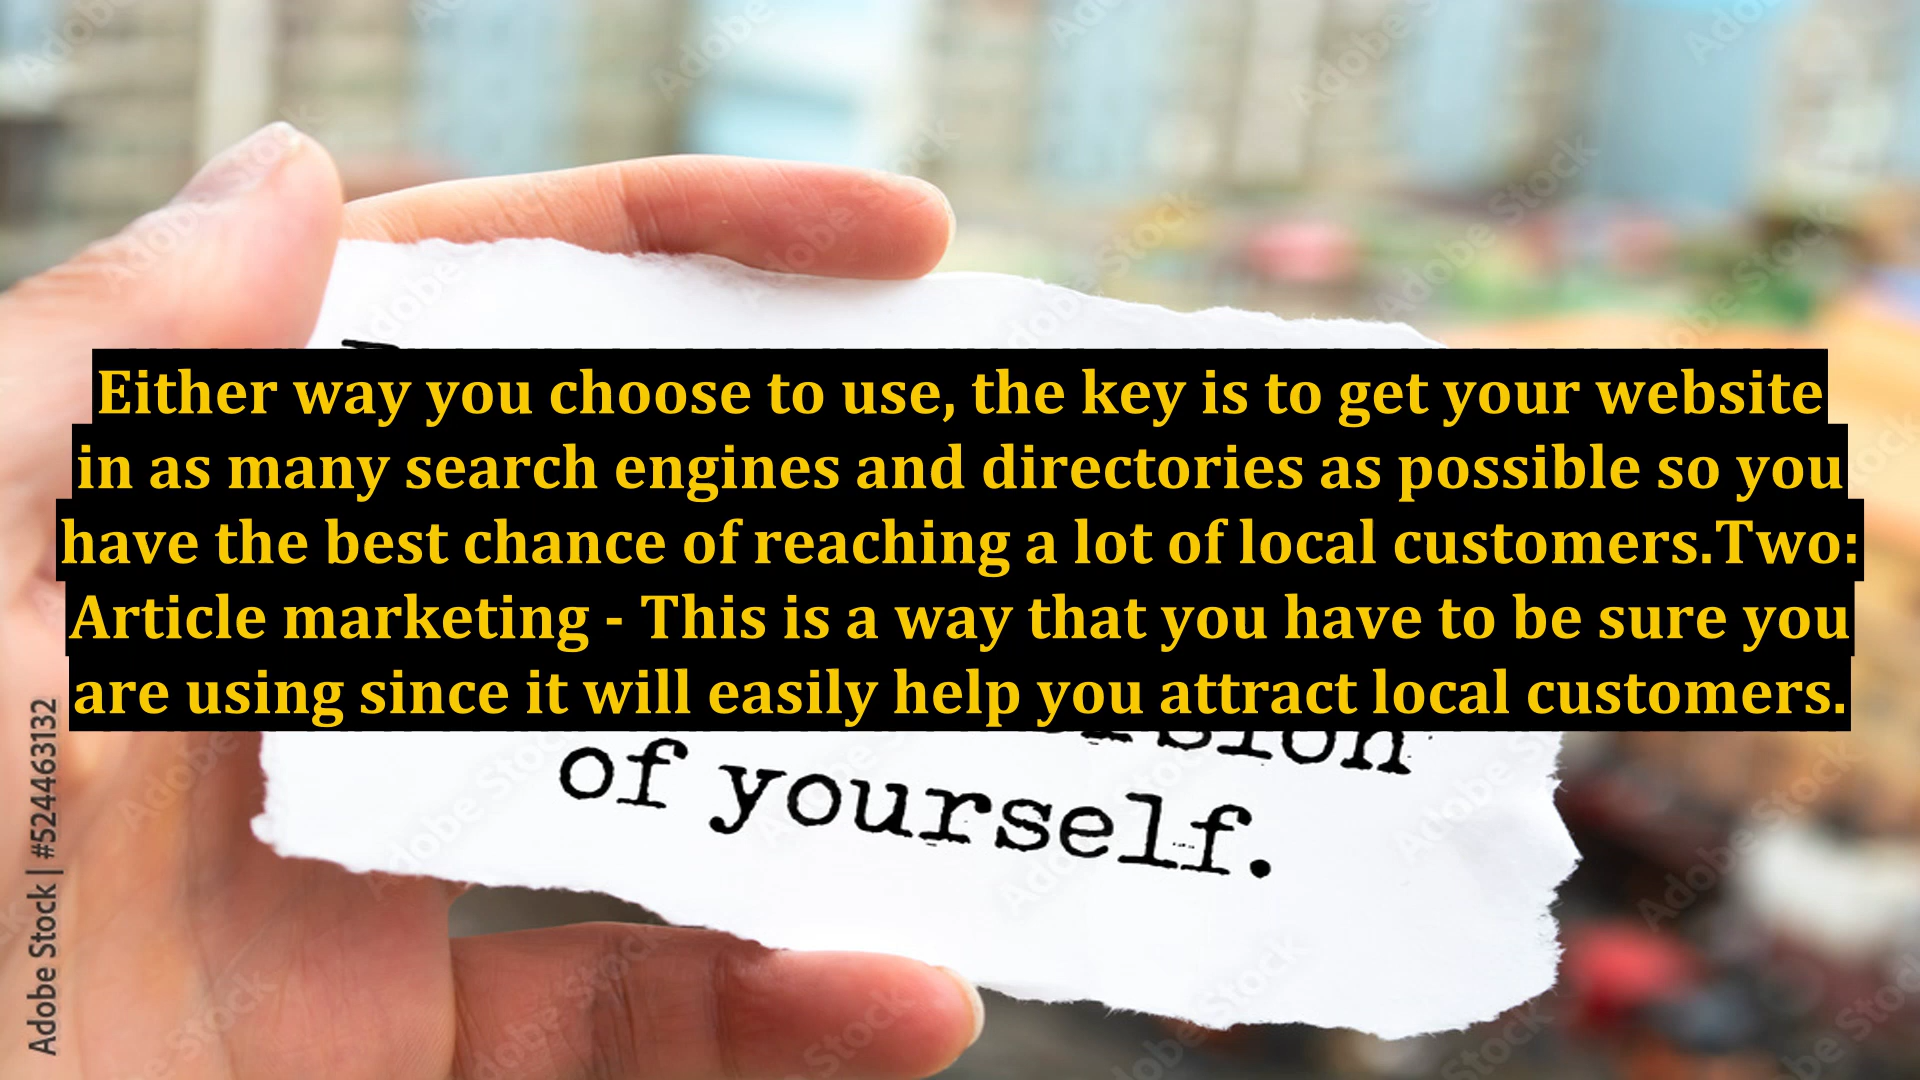 Either way you choose to use, the key is to get your website
in as many search engines and directories as possible so you
have the best chance of reaching a lot of local customers.Two:
Article marketing - This is a way that you have to be sure you
are using since it will easily help you attract local customers.
of yourself.
Adobe Stock | #524463132